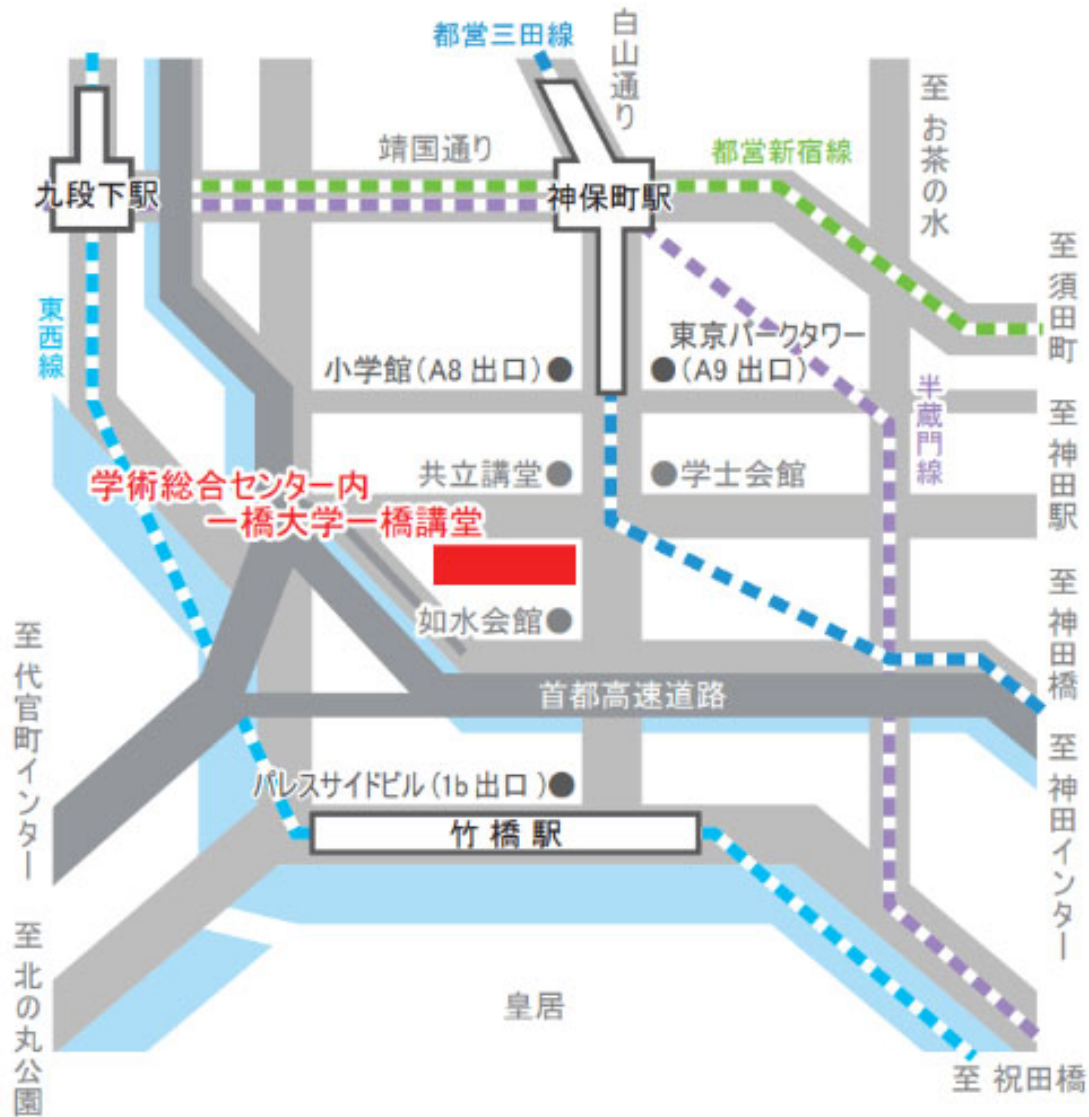 都営三田線
白山通り
至 お茶の水
靖国通り
都営新宿線
九段下駅
神保町駅
至 須田町
東西線
東京パークタワー
小学館(A8 出口)●
●(A9 出口)
半蔵門線
至 神田駅
共立講堂●
●学士会館
学術総合センター内
一橋大学一橋講堂
如水会館●
至 神田橋
至 代官町インター
首都高速道路
至 神田インター
パレスサイドビル(1b 出口 )●
竹橋駅
至 北の丸公園
皇居
至 祝田橋